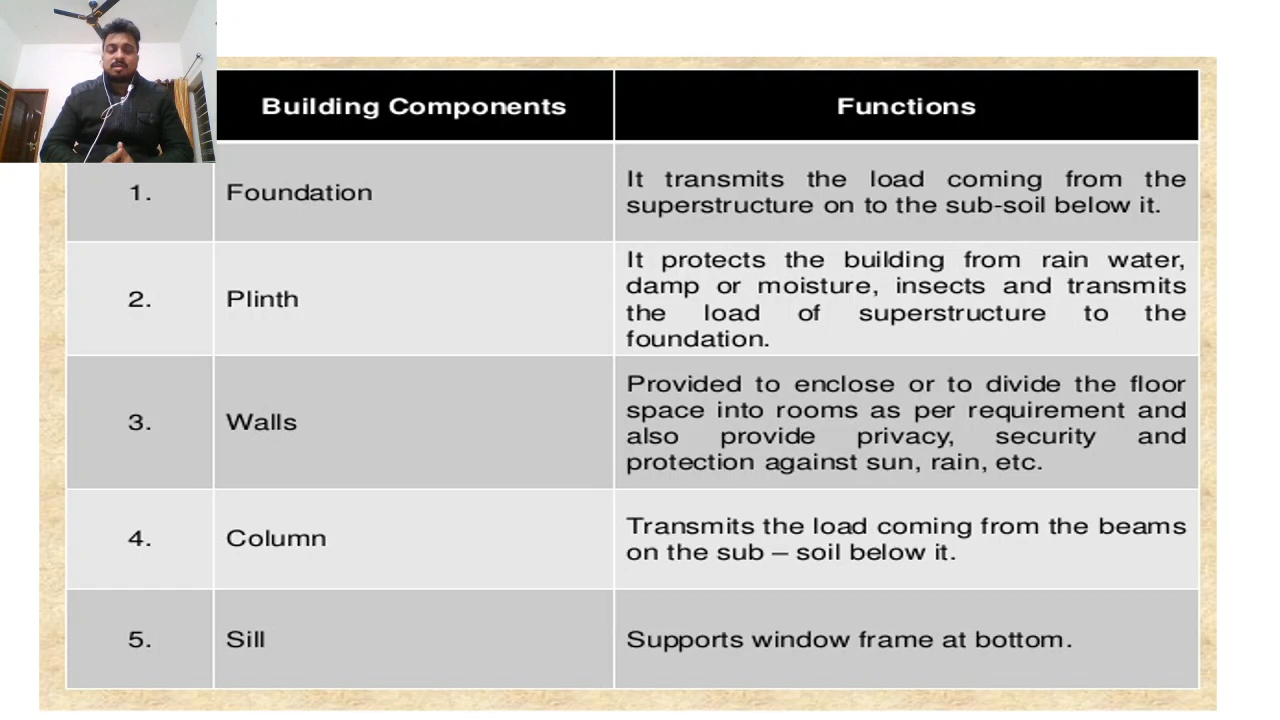 Building Components
Functions
1.
Foundation
It transmits the load coming from the
superstructure on to the sub-soil below it.
2.
Plinth
It protects the building from rain water,
damp or moisture, insects and transmits
the load of superstructure to the
foundation.
3.
Walls
Provided to enclose or to divide the floor
space into rooms as per requirement and
also provide privacy, security and
protection against sun, rain, etc.
4.
Column
Transmits the load coming from the beams
on the sub – soil below it.
5.
Sill
Supports window frame at bottom.